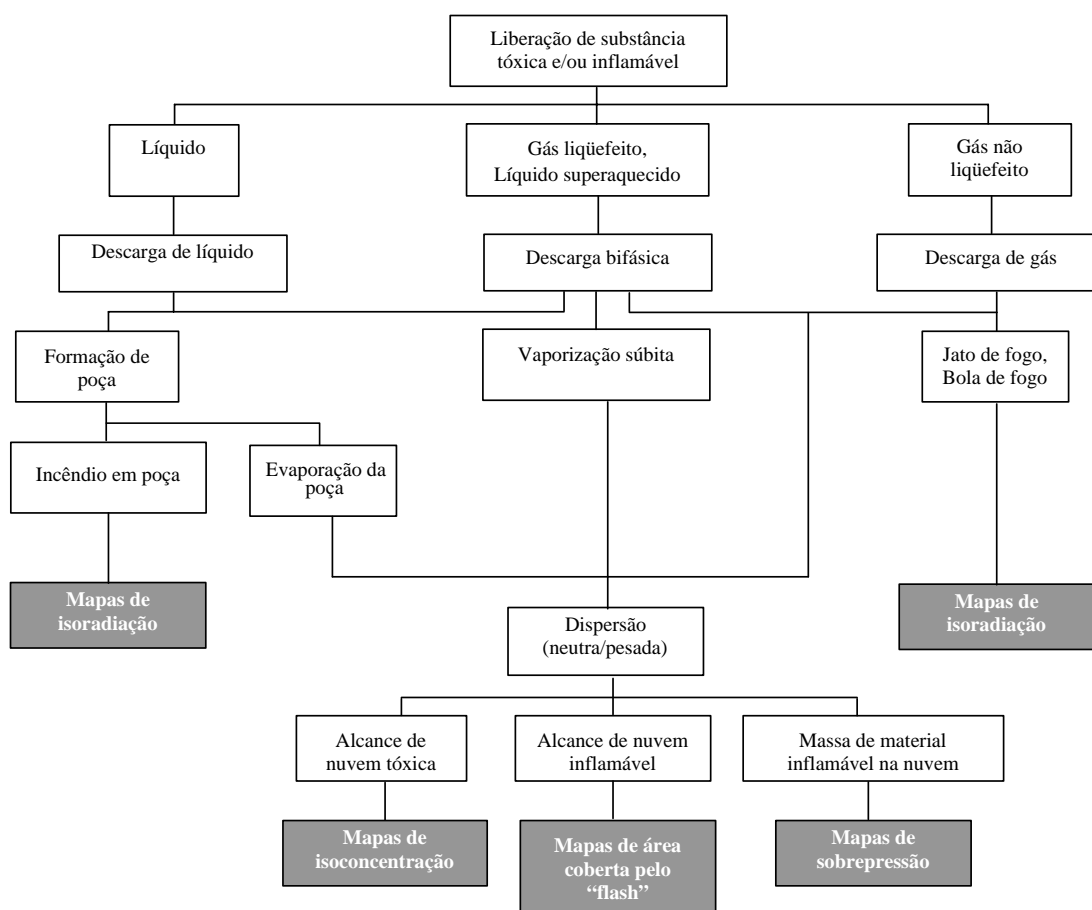 Liberação de substância
tóxica e/ou inflamável
Líquido
Gás liqüefeito,
Líquido superaquecido
Gás não
liqüefeito
Descarga de líquido
Descarga bifásica
Descarga de gás
Formação de
poça
Vaporização súbita
Jato de fogo,
Bola de fogo
Incêndio em poça
Evaporação da
poça
Mapas de
isoradiação
Dispersão
(neutra/pesada)
Mapas de
isoradiação
Alcance de
nuvem tóxica
Alcance de nuvem
inflamável
Massa de material
inflamável na nuvem
Mapas de
isoconcentração
Mapas de área
coberta pelo
“flash”
Mapas de
sobrepressão